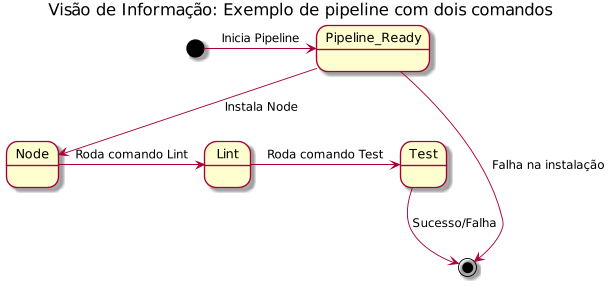 Visão de Informação: Exemplo de pipeline com dois comandos
Inicia Pipeline
Pipeline_Ready
Instala Node
Node
Roda comando Lint
Lint
Roda comando Test
Test
Falha na instalação
Sucesso/Falha